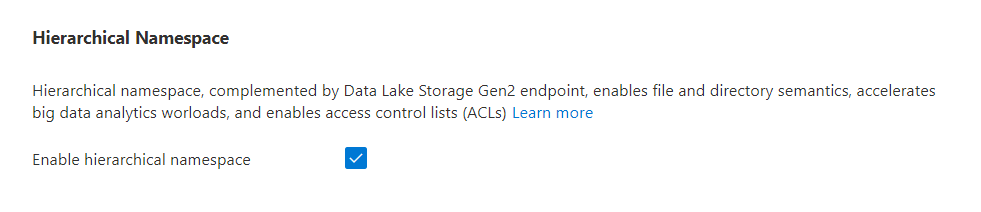 Hierarchical Namespace
Hierarchical namespace, complemented by Data Lake Storage Gen2 endpoint, enables file and directory semantics, accelerates
big data analytics worloads, and enables access control lists (ACLs) Learn more
Enable hierarchical namespace